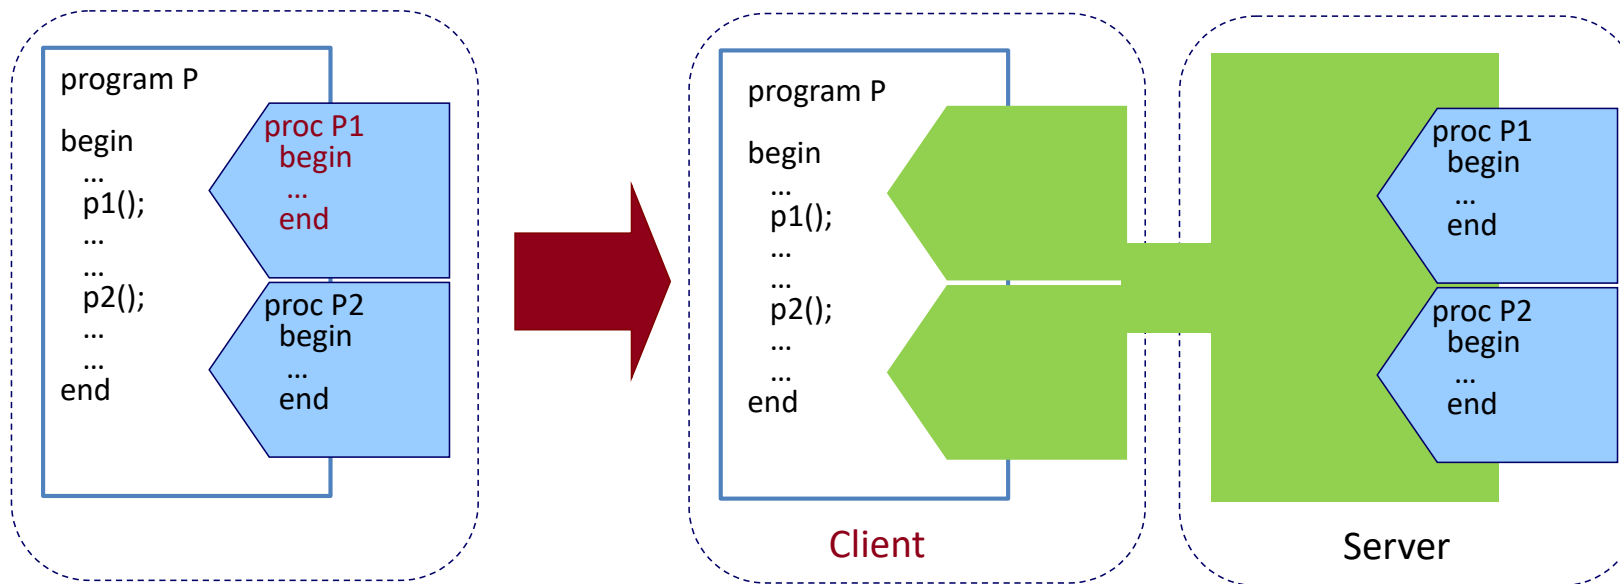 program P
begin
...
p1();
...
...
p2();
...
...
end
proc P1
begin
...
end
proc P2
begin
...
end
program P
begin
...
p1();
...
...
p2();
...
...
end
Client
proc P1
begin
...
end
proc P2
begin
...
end
Server